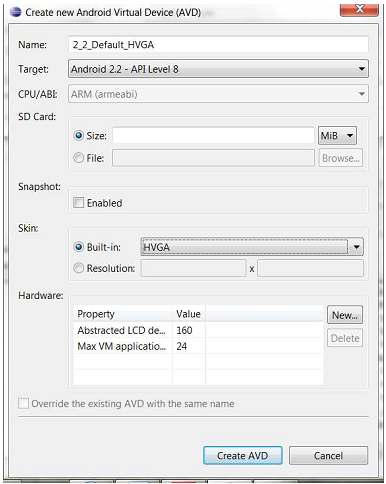 Create new Android Virtual Device (AVD)
Name: 2_2_Default_HVGA
Target: Android 2.2 - API Level 8
CPU/ABI: ARM (armeabi)
SD Card:
Size: MiB
File: Browse...
Snapshot:
Enabled
Skin:
Built-in: HVGA
Resolution: x
Hardware:
Property Value New...
Abstracted LCD de... 160
Delete
Max VM applicatio... 24
Override the existing AVD with the same name
Create AVD Cancel